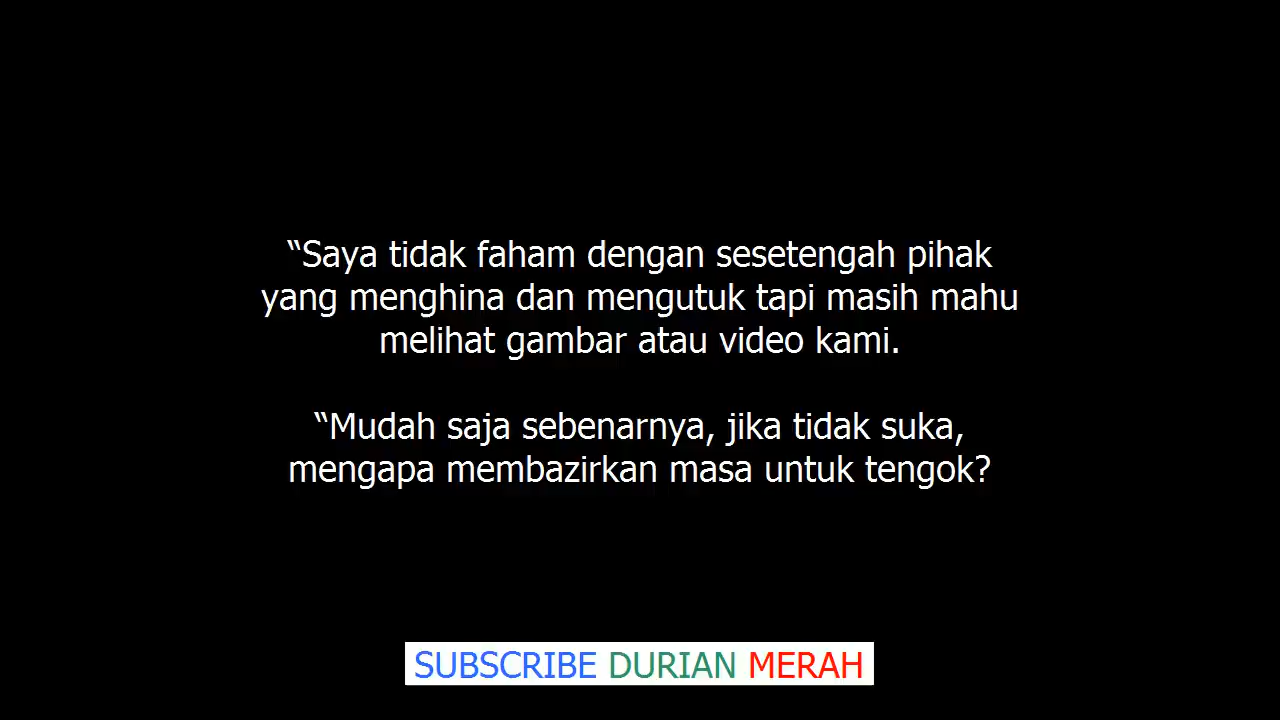 “Saya tidak faham dengan sesetengah pihak
yang menghina dan mengutuk tapi masih mahu
melihat gambar atau video kami.
“Mudah saja sebenarnya, jika tidak suka,
mengapa membazirkan masa untuk tengok?
SUBSCRIBE DURIAN MERAH